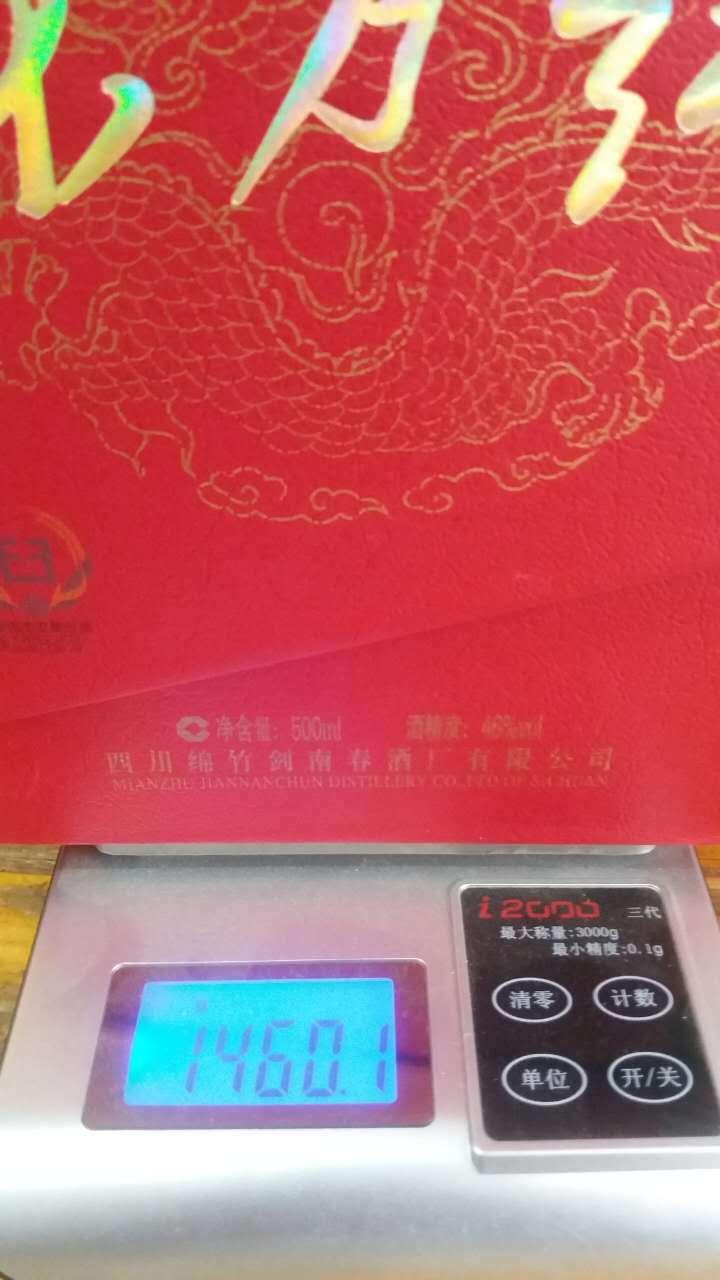 净含量: 500ml 酒精度: 46%vol
四川绵竹剑南春酒厂有限公司
MIANZHU JIANNANCHUN DISTILLERY CO.,LTD OF SICHUAN
i2000 三代
最大称量:3000g
最小精度:0.1g
清零 计数
1460.1
单位 开/关